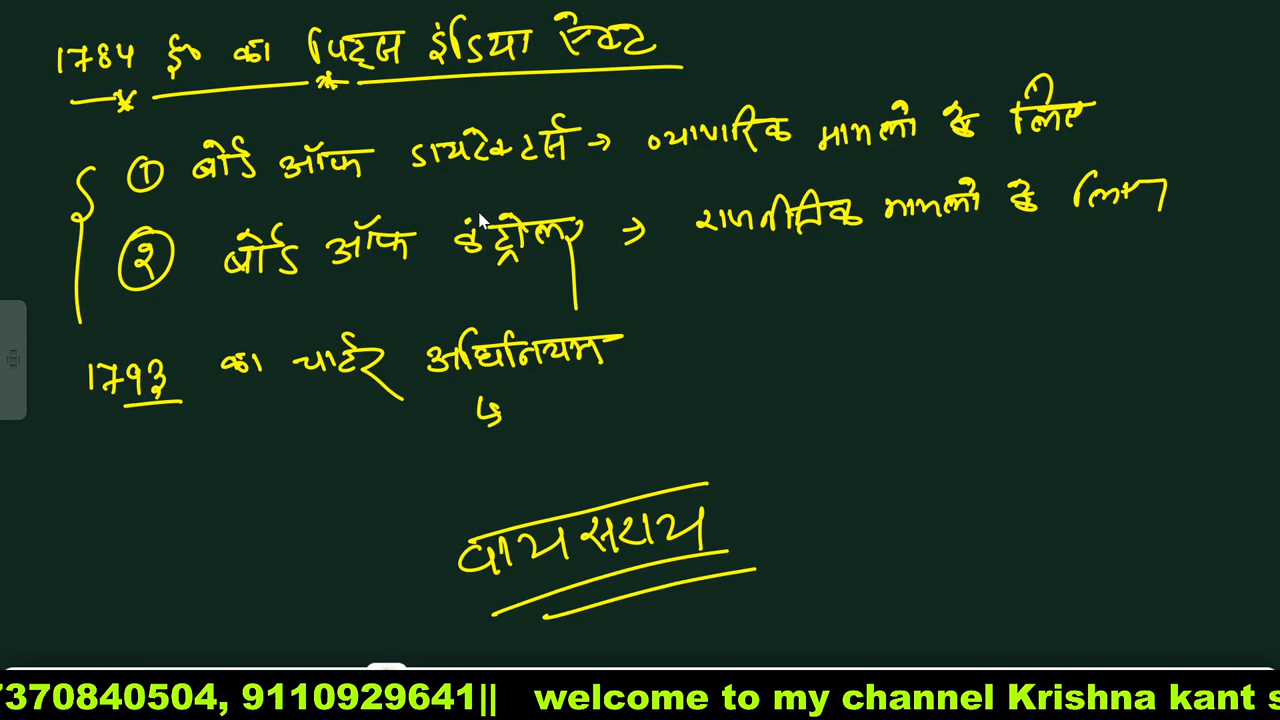 1784 ई० का पिट्स इंडिया ऐक्ट
① बोर्ड ऑफ डायरेक्टर्स → व्यापारिक मामलो के लिए
② बोर्ड ऑफ कंट्रोलर → राजनीतिक मामलो के लिए
1793 का चार्टर अधिनियम
वायसराय
7370840504, 9110929641|| welcome to my channel Krishna kant s